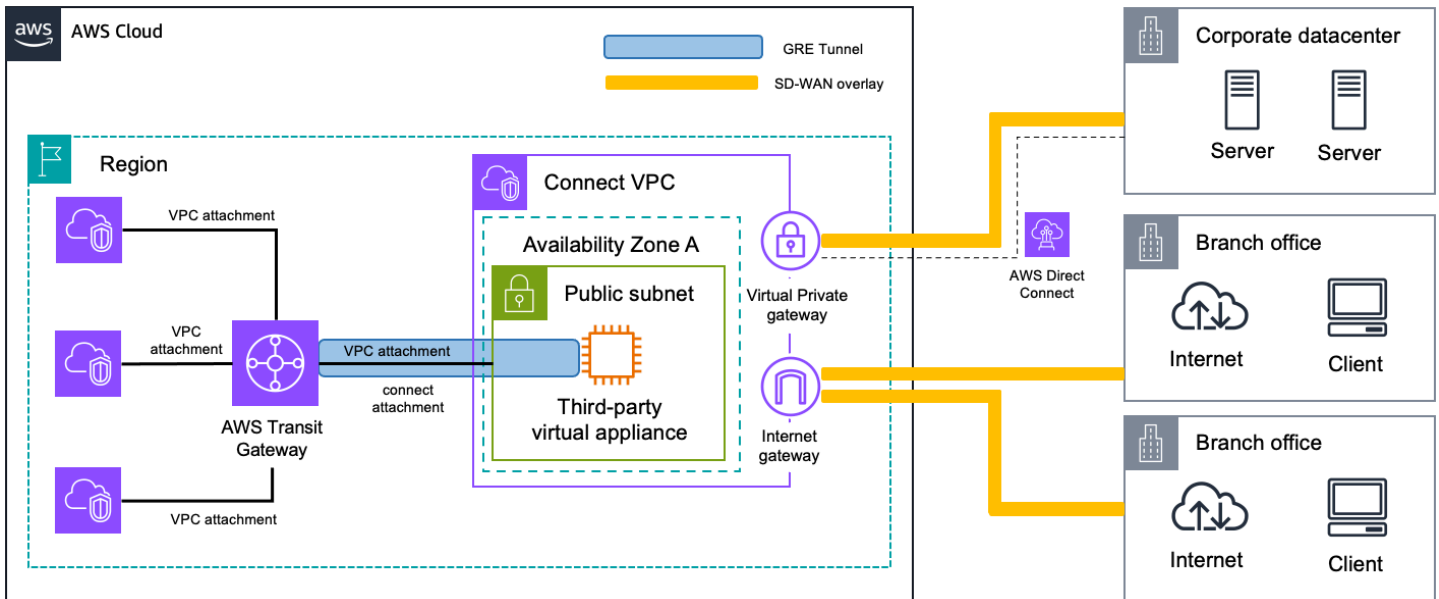 aws
AWS Cloud
GRE Tunnel
SD-WAN overlay
Region
VPC attachment
VPC
attachment
AWS Transit
Gateway
VPC attachment
VPC attachment
connect
attachment
Connect VPC
Availability Zone A
Public subnet
Third-party
virtual appliance
Virtual Private
gateway
Internet
gateway
AWS Direct
Connect
Corporate datacenter
Server
Server
Branch office
Internet
Client
Branch office
Internet
Client